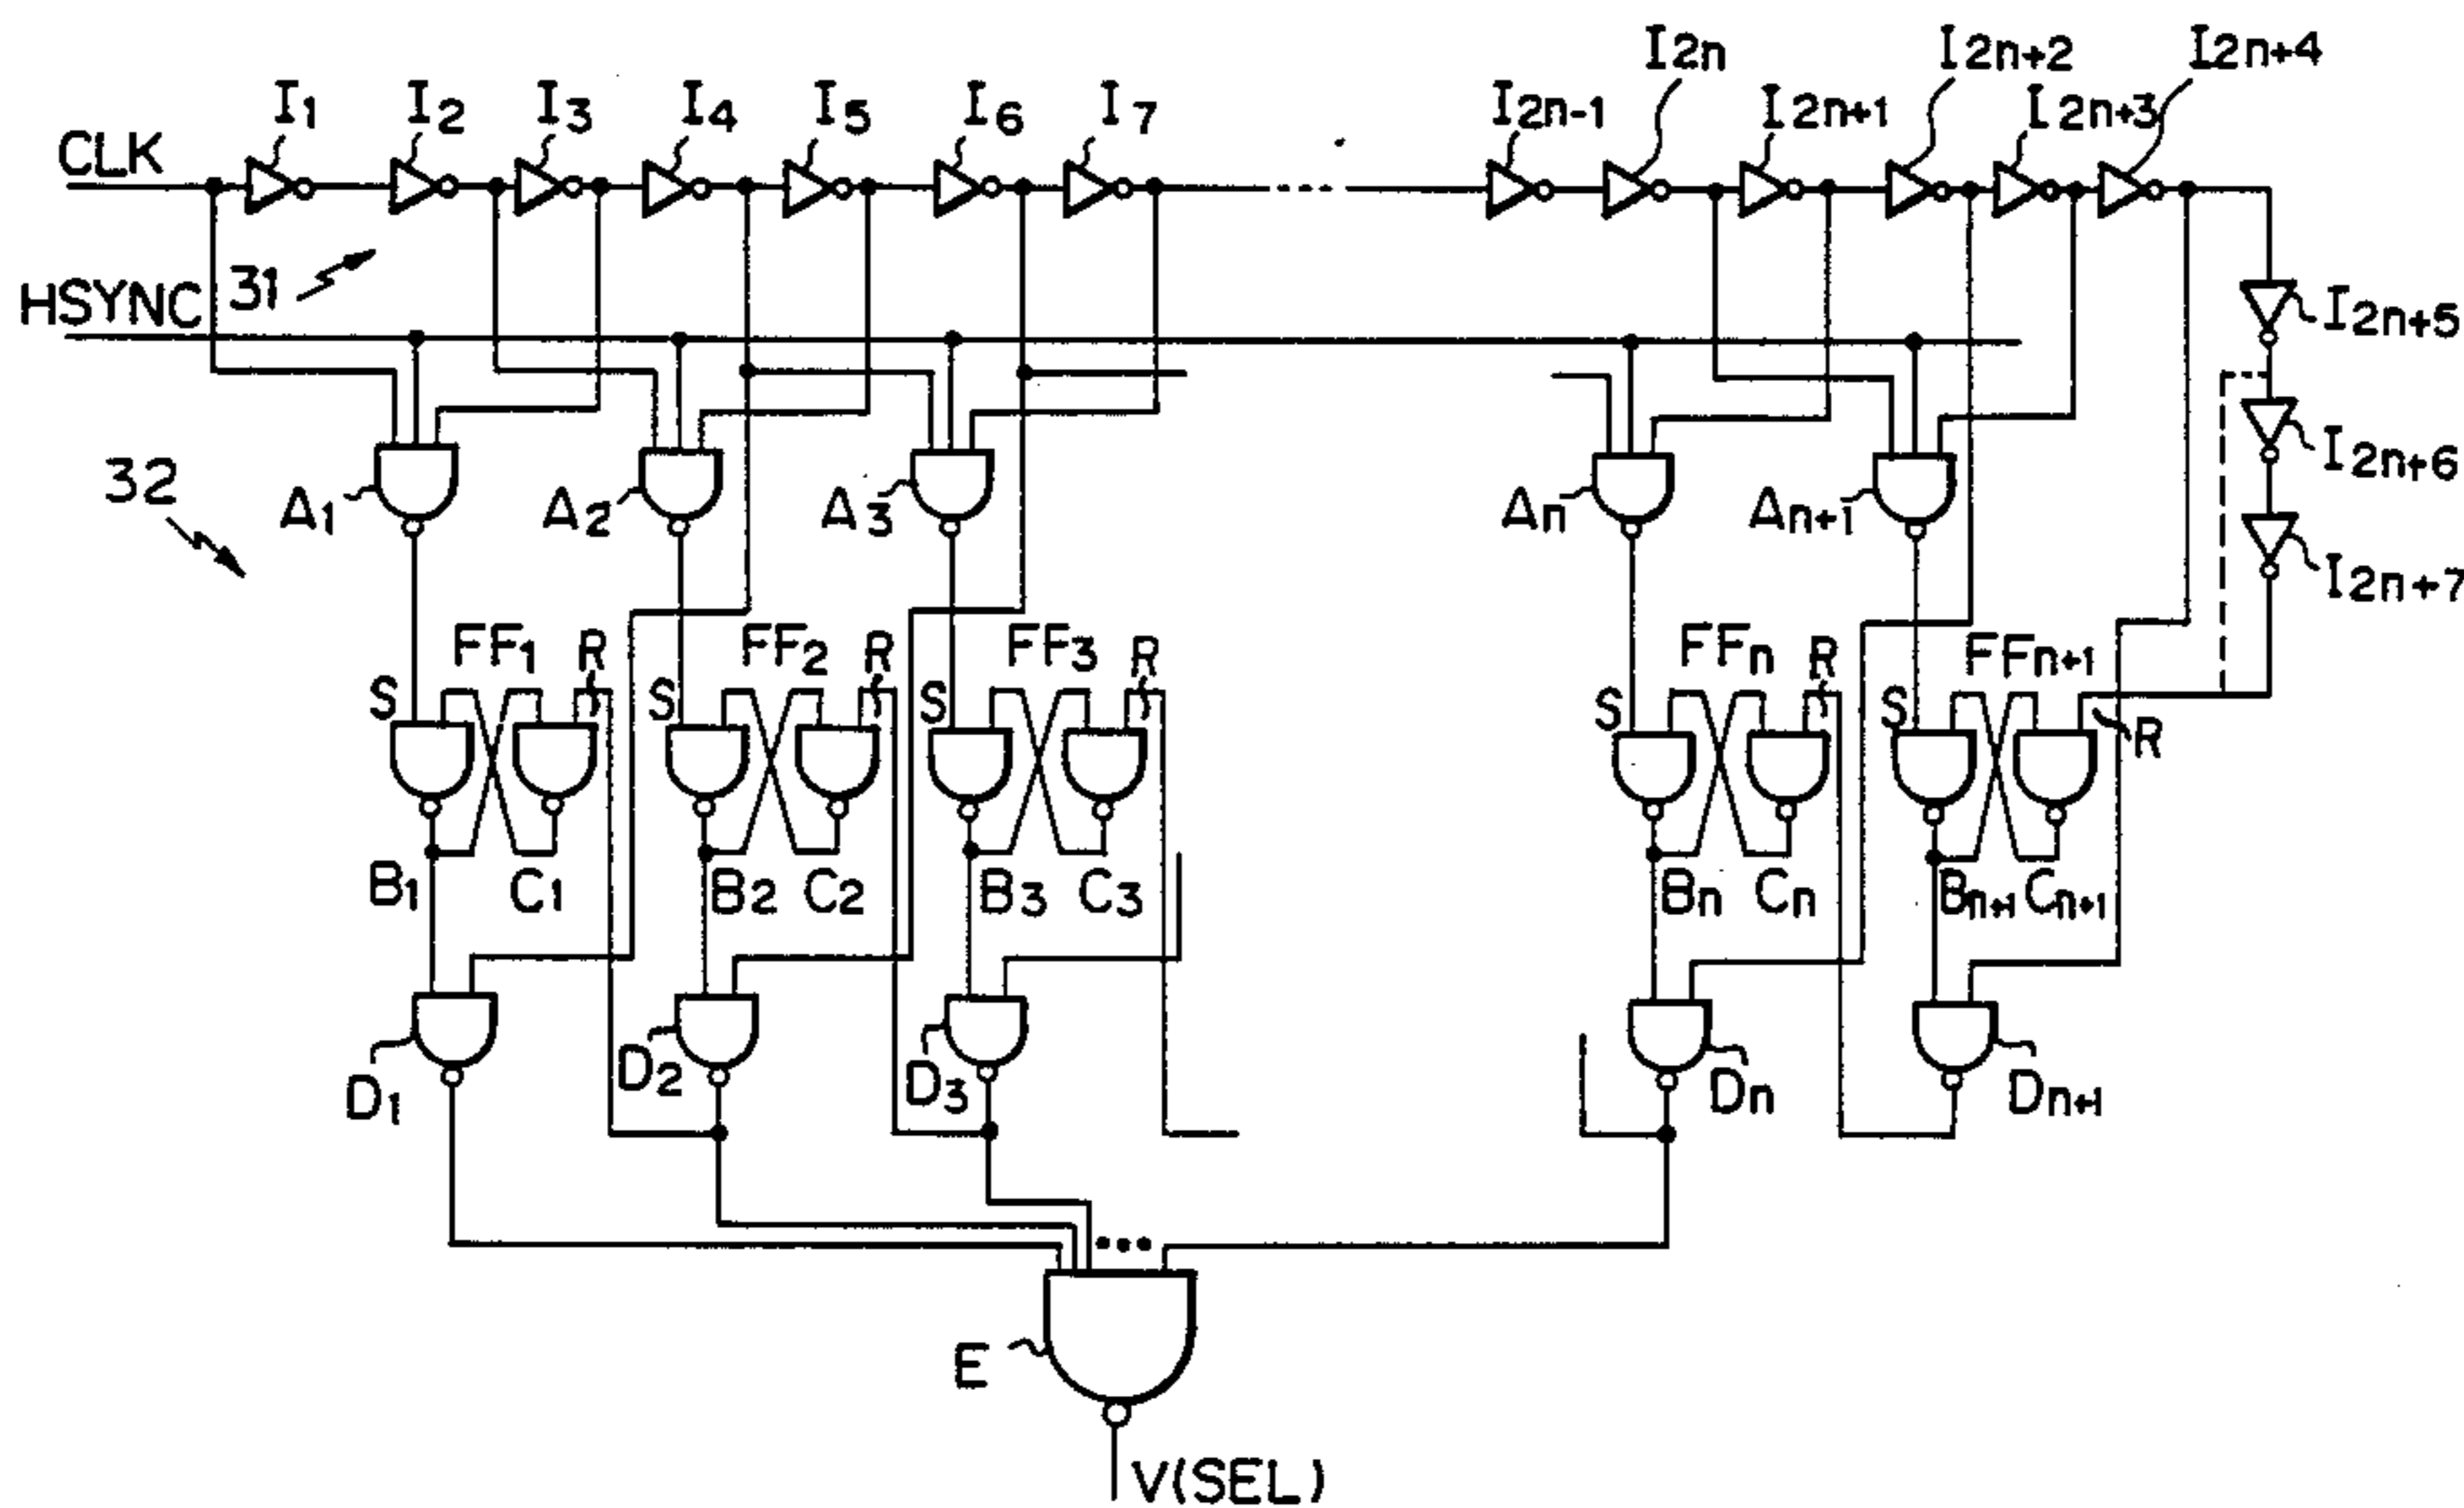 I1 I2 I3 I4 I5 I6 I7 I2n-1 I2n I2n+1 I2n+2 I2n+3 I2n+4
CLK
31
HSYNC
I2n+5
I2n+6
I2n+7
32
A1 A2 A3 An An+1
FF1 R FF2 R FF3 R FFn R FFn+1
S S S S S R
B1 C1 B2 C2 B3 C3 Bn Cn Bn+1 Cn+1
D1 D2 D3 Dn Dn+1
•••
E
V(SEL)